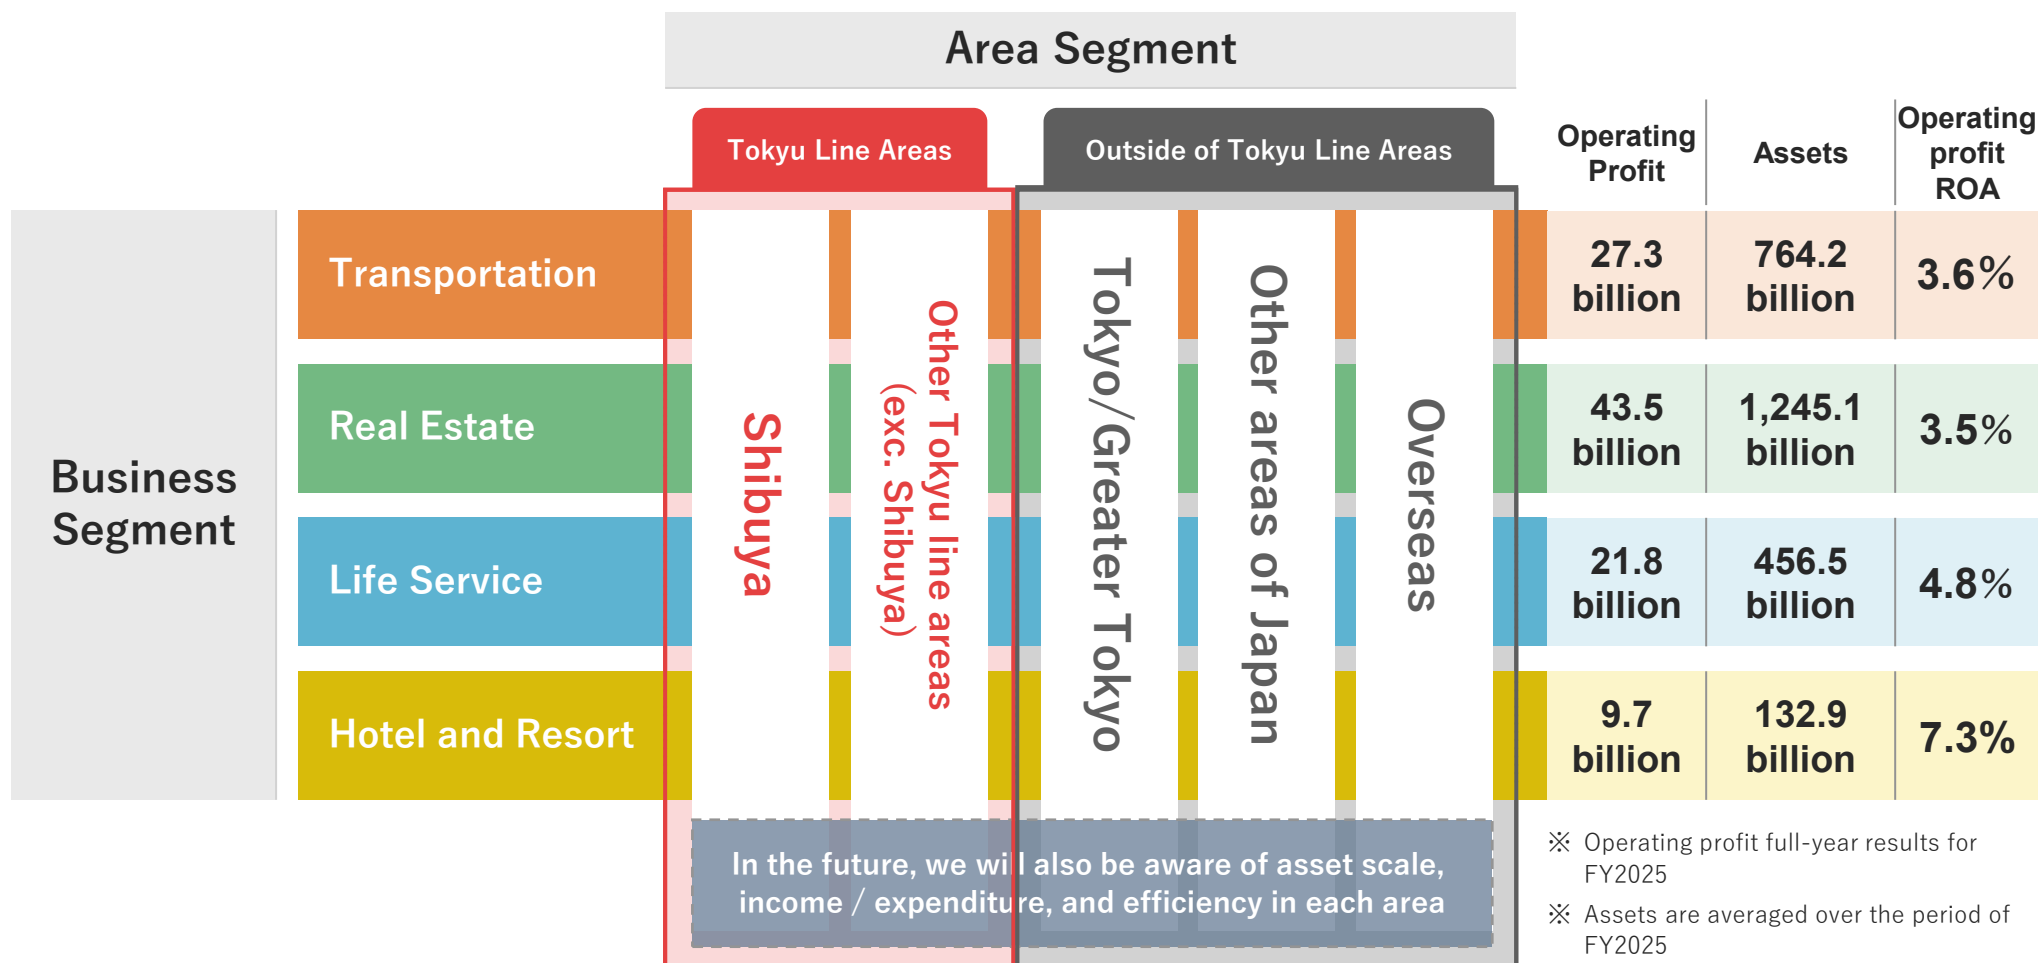 Area Segment
Tokyu Line Areas
Outside of Tokyu Line Areas
Operating
Profit
Assets
Operating
profit
ROA
Business
Segment
Transportation
27.3
billion
764.2
billion
3.6%
Real Estate
43.5
billion
1,245.1
billion
3.5%
Life Service
21.8
billion
456.5
billion
4.8%
Hotel and Resort
9.7
billion
132.9
billion
7.3%
Shibuya
Other Tokyu line areas
(exc. Shibuya)
Tokyo/Greater Tokyo
Other areas of Japan
Overseas
In the future, we will also be aware of asset scale,
income / expenditure, and efficiency in each area
※ Operating profit full-year results for
FY2025
※ Assets are averaged over the period of
FY2025